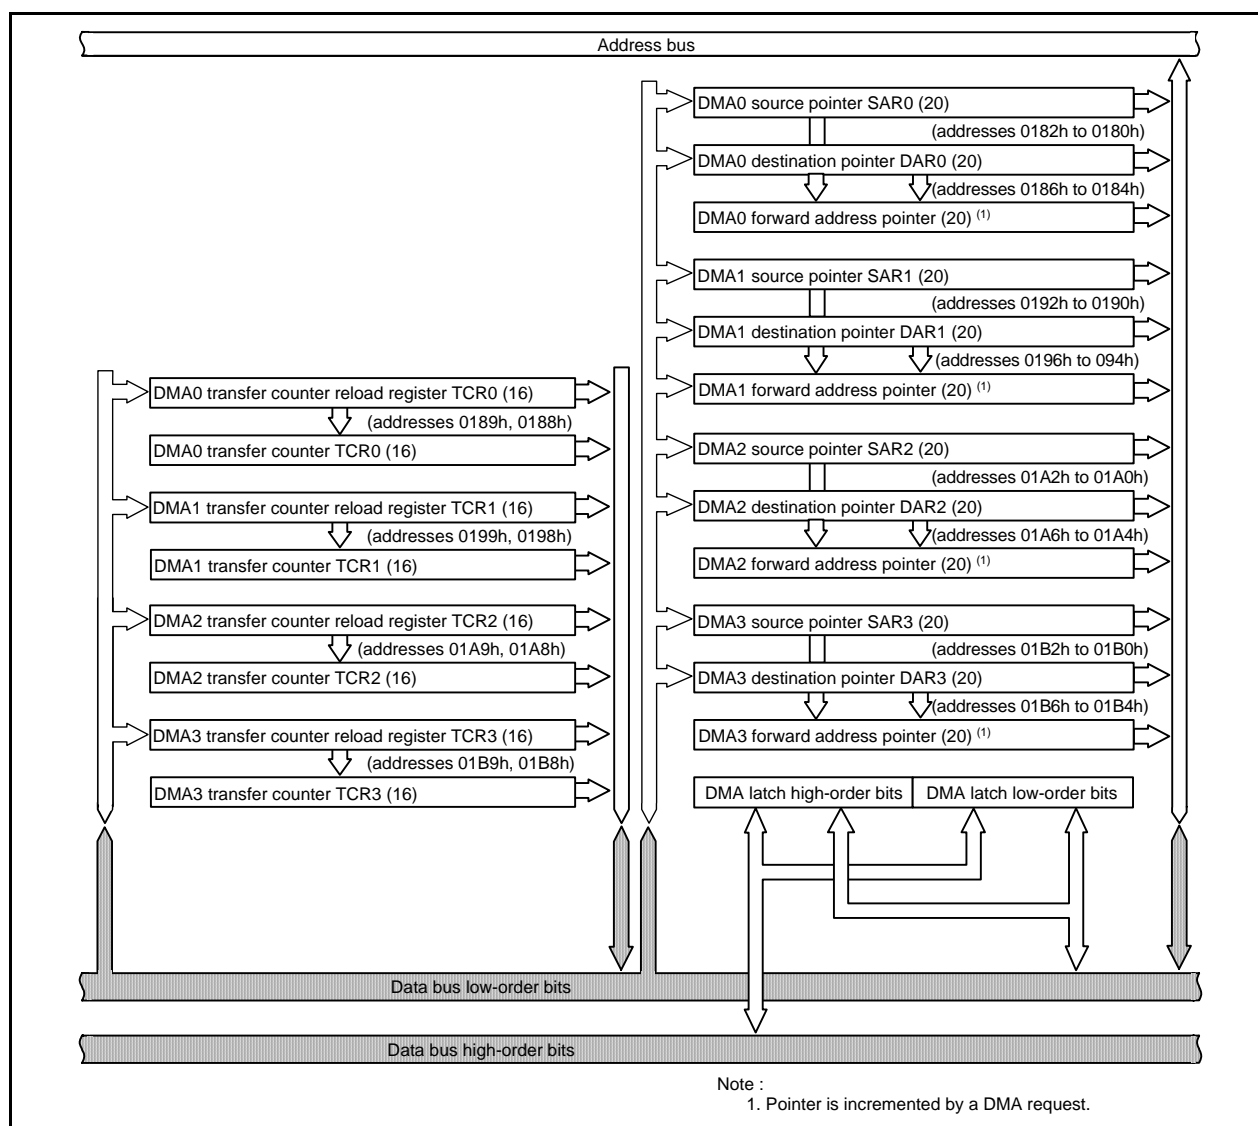 Address bus
DMA0 source pointer SAR0 (20)
(addresses 0182h to 0180h)
DMA0 destination pointer DAR0 (20)
(addresses 0186h to 0184h)
DMA0 forward address pointer (20) (1)
DMA1 source pointer SAR1 (20)
(addresses 0192h to 0190h)
DMA1 destination pointer DAR1 (20)
(addresses 0196h to 094h)
DMA1 forward address pointer (20) (1)
DMA2 source pointer SAR2 (20)
(addresses 01A2h to 01A0h)
DMA2 destination pointer DAR2 (20)
(addresses 01A6h to 01A4h)
DMA2 forward address pointer (20) (1)
DMA3 source pointer SAR3 (20)
(addresses 01B2h to 01B0h)
DMA3 destination pointer DAR3 (20)
(addresses 01B6h to 01B4h)
DMA3 forward address pointer (20) (1)
DMA0 transfer counter reload register TCR0 (16)
(addresses 0189h, 0188h)
DMA0 transfer counter TCR0 (16)
DMA1 transfer counter reload register TCR1 (16)
(addresses 0199h, 0198h)
DMA1 transfer counter TCR1 (16)
DMA2 transfer counter reload register TCR2 (16)
(addresses 01A9h, 01A8h)
DMA2 transfer counter TCR2 (16)
DMA3 transfer counter reload register TCR3 (16)
(addresses 01B9h, 01B8h)
DMA3 transfer counter TCR3 (16)
DMA latch high-order bits
DMA latch low-order bits
Data bus low-order bits
Data bus high-order bits
Note :
1. Pointer is incremented by a DMA request.